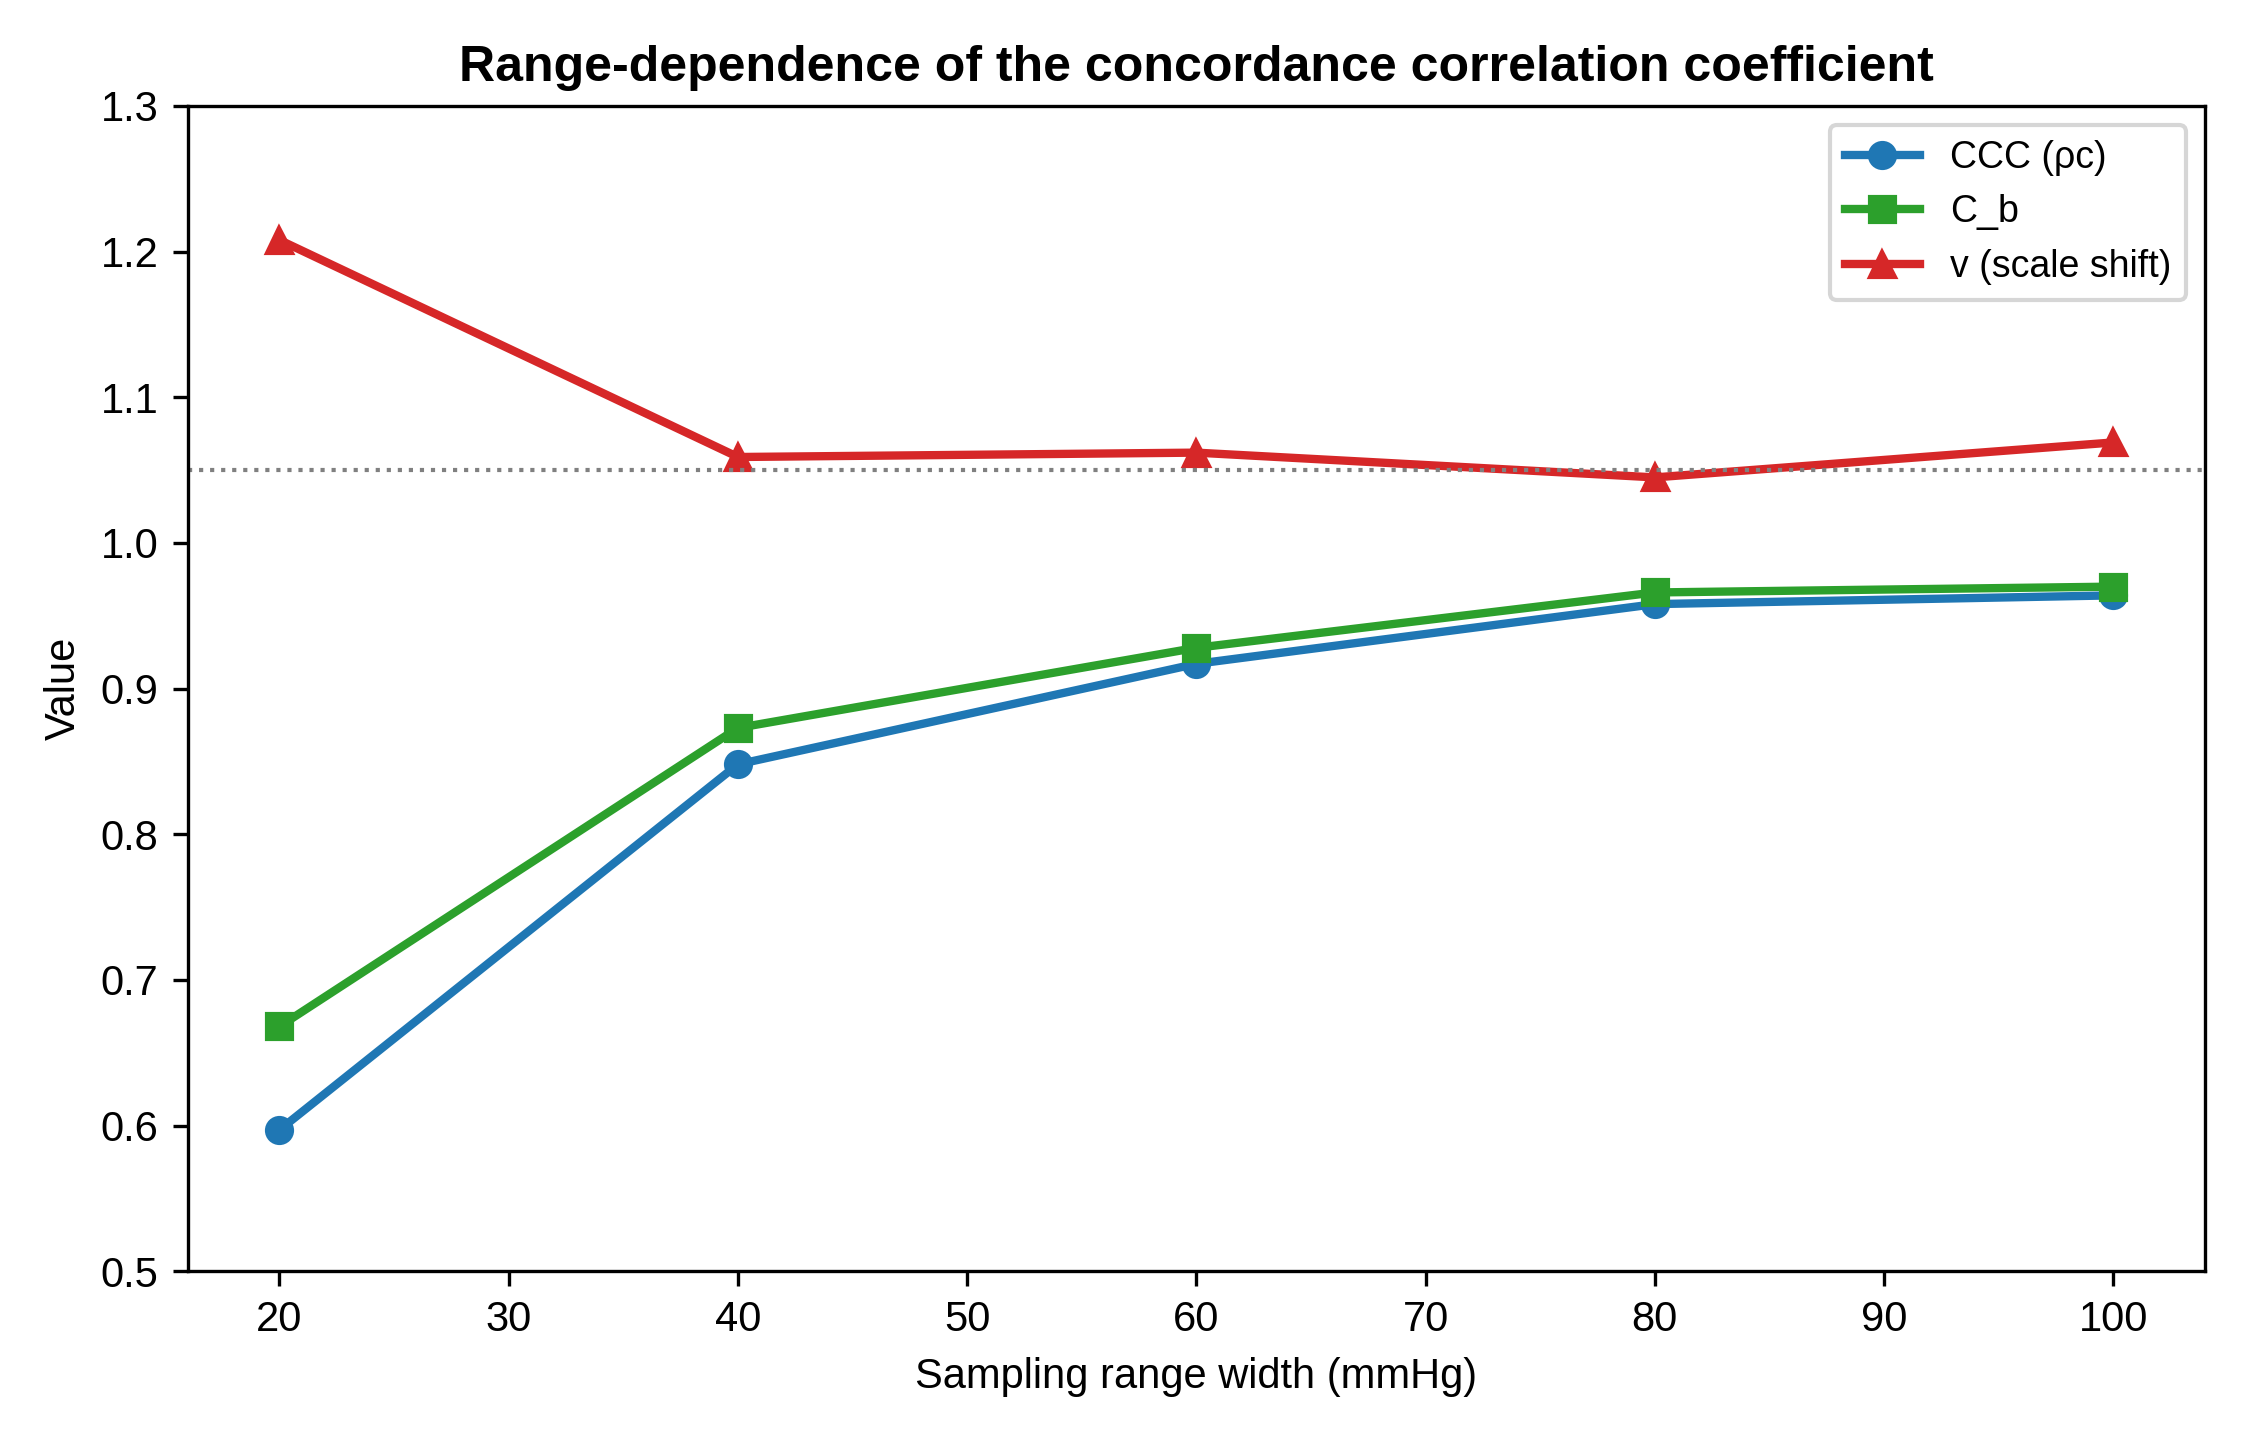 Range-dependence of the concordance correlation coefficient
1.3
1.2
1.1
1.0
0.9
0.8
0.7
0.6
0.5
Value
CCC (ρc)
C_b
v (scale shift)
20 30 40 50 60 70 80 90 100
Sampling range width (mmHg)